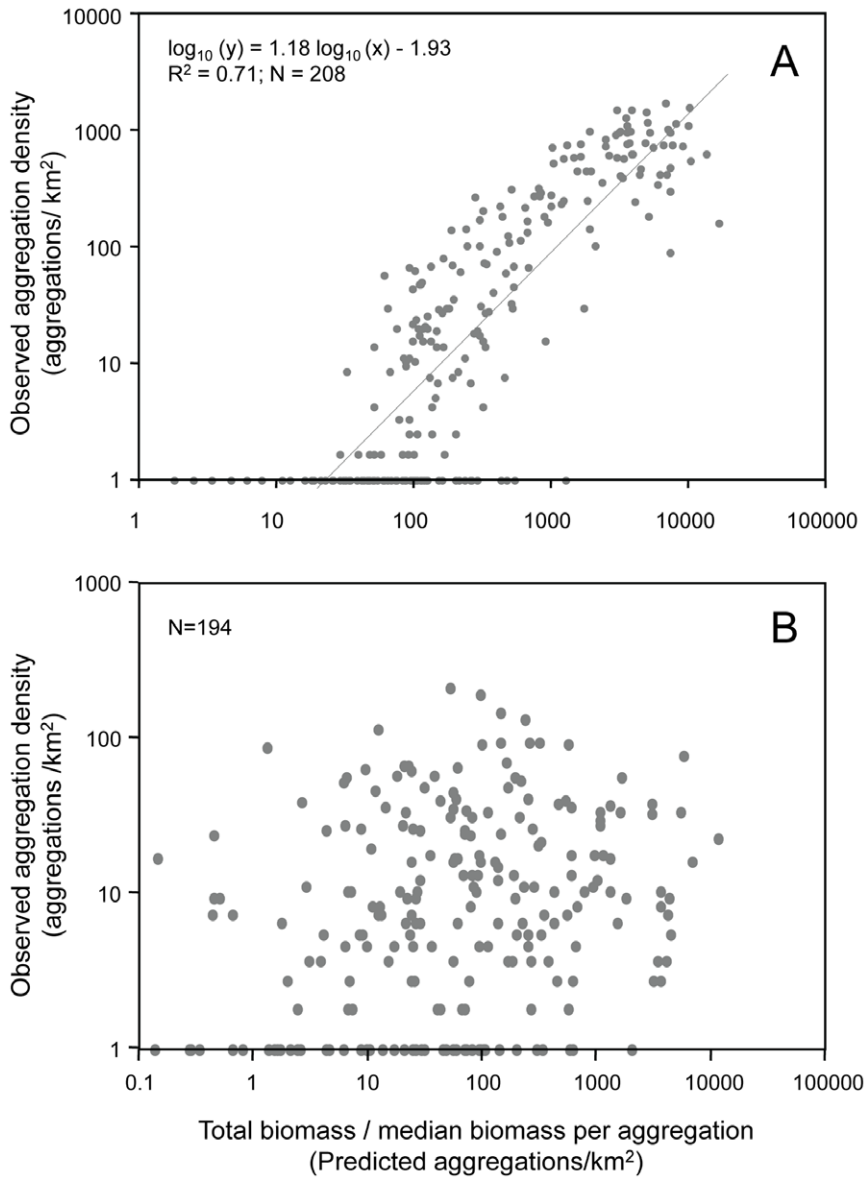 10000
log₁₀ (y) = 1.18 log₁₀ (x) - 1.93
R² = 0.71; N = 208
A
1000
100
10
1
Observed aggregation density
(aggregations/ km²)
1 10 100 1000 10000 100000
1000
N=194
B
100
10
1
Observed aggregation density
(aggregations /km²)
0.1 1 10 100 1000 10000 100000
Total biomass / median biomass per aggregation
(Predicted aggregations/km²)